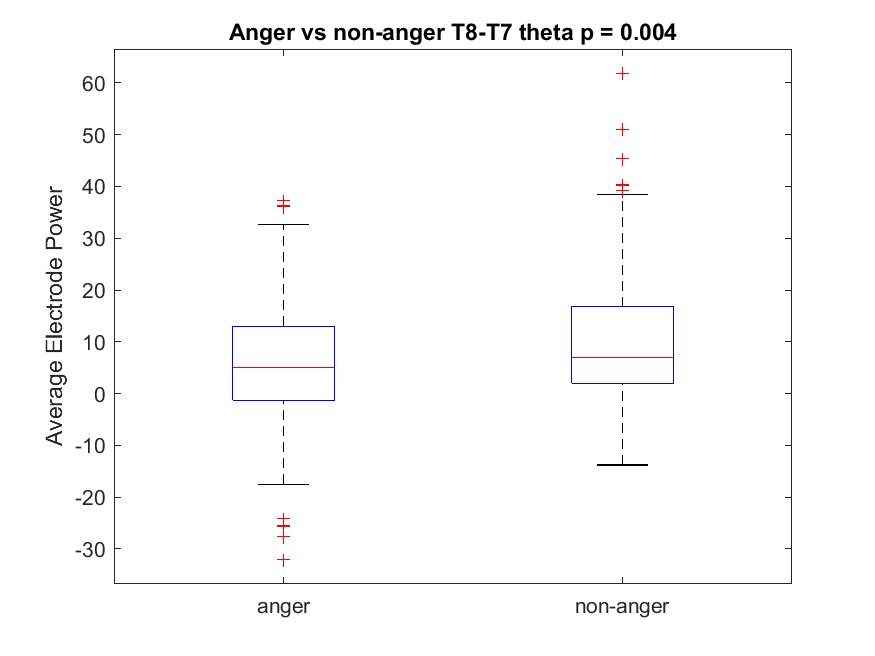 Anger vs non-anger T8-T7 theta p = 0.004
Average Electrode Power
60
50
40
30
20
10
0
-10
-20
-30
anger
non-anger